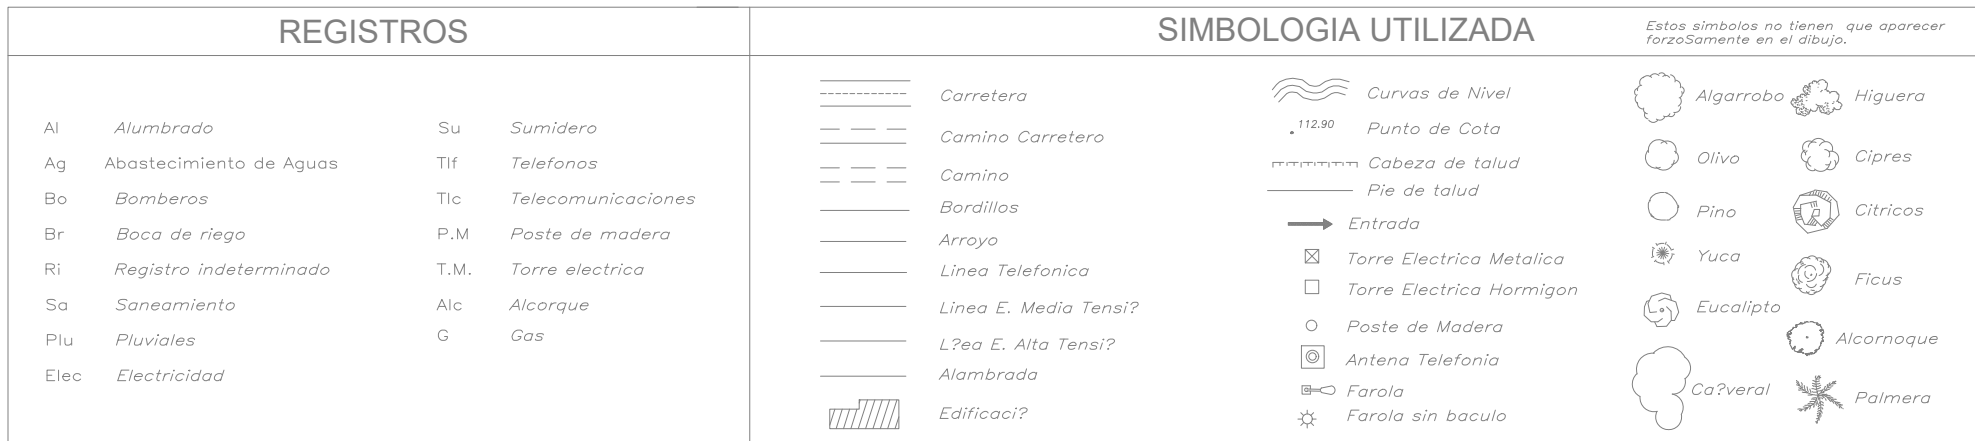 REGISTROS
Al Alumbrado
Ag Abastecimiento de Aguas
Bo Bomberos
Br Boca de riego
Ri Registro indeterminado
Sa Saneamiento
Plu Pluviales
Elec Electricidad
Su Sumidero
Tlf Telefonos
Tlc Telecomunicaciones
P.M Poste de madera
T.M. Torre electrica
Alc Alcorque
G Gas
SIMBOLOGIA UTILIZADA
Estos simbolos no tienen que aparecer
forzoSamente en el dibujo.
Carretera
Camino Carretero
Camino
Bordillos
Arroyo
Linea Telefonica
Linea E. Media Tensi?
L?ea E. Alta Tensi?
Alambrada
Edificaci?
Curvas de Nivel
112.90 Punto de Cota
Cabeza de talud
Pie de talud
Entrada
Torre Electrica Metalica
Torre Electrica Hormigon
Poste de Madera
Antena Telefonia
Farola
Farola sin baculo
Algarrobo
Olivo
Pino
Yuca
Eucalipto
Ca?veral
Higuera
Cipres
Citricos
Ficus
Alcornoque
Palmera